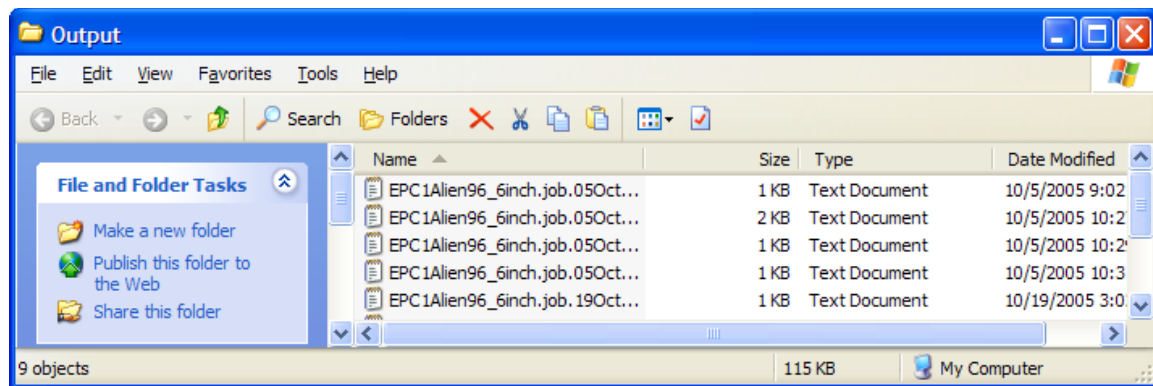 Output
File Edit View Favorites Tools Help
Back Search Folders
File and Folder Tasks
Make a new folder
Publish this folder to
the Web
Share this folder
Name Size Type Date Modified
EPC1Alien96_6inch.job.05Oct... 1 KB Text Document 10/5/2005 9:02
EPC1Alien96_6inch.job.05Oct... 2 KB Text Document 10/5/2005 10:2
EPC1Alien96_6inch.job.05Oct... 1 KB Text Document 10/5/2005 10:2
EPC1Alien96_6inch.job.05Oct... 1 KB Text Document 10/5/2005 10:3
EPC1Alien96_6inch.job.19Oct... 1 KB Text Document 10/19/2005 3:0
9 objects 115 KB My Computer